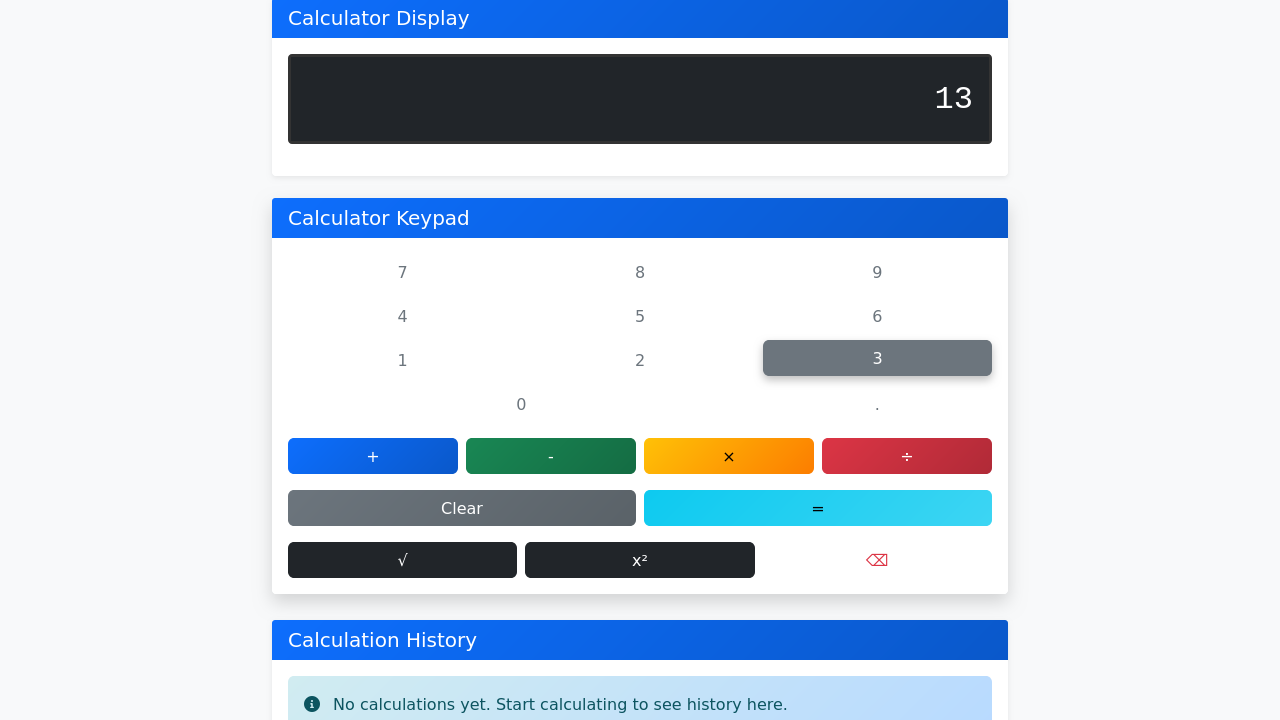 Calculator Display
13
Calculator Keypad
7 8 9
4 5 6
1 2 3
0 .
+ - × ÷
Clear =
√ x² ⌫
Calculation History
No calculations yet. Start calculating to see history here.